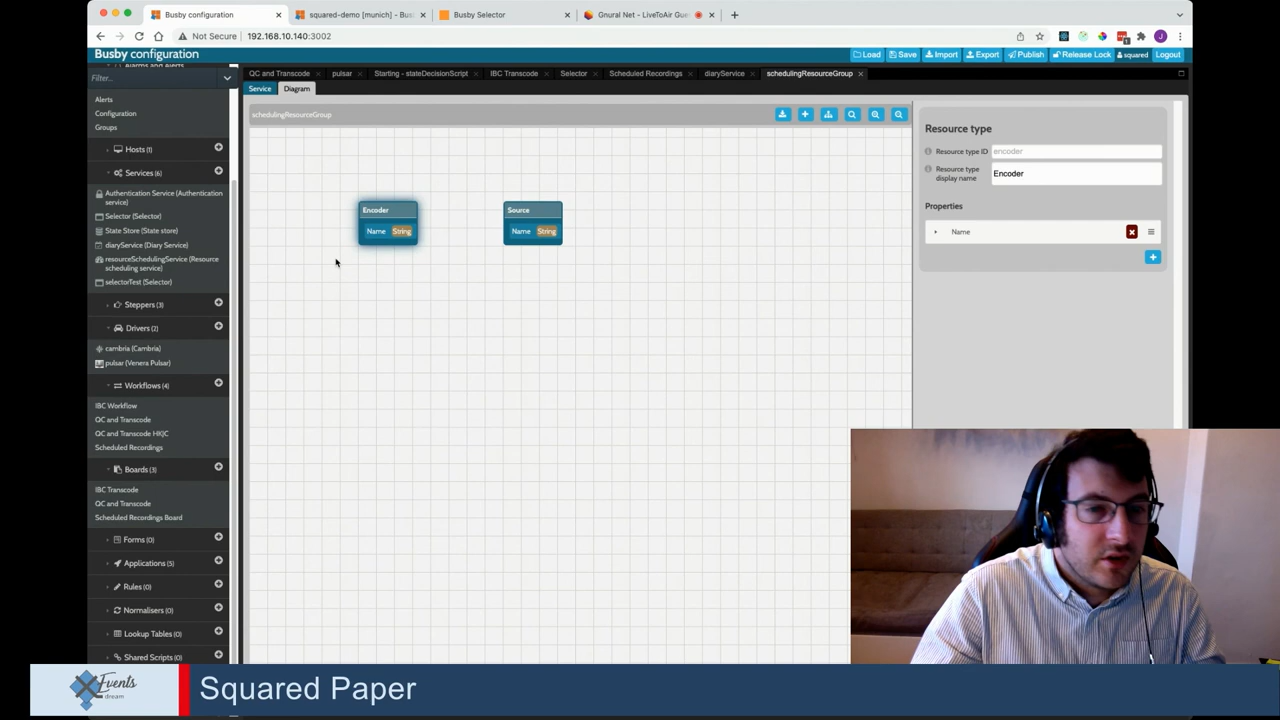 Busby configuration
squared-demo [munich] - Bus
Busby Selector
Gnural Net - LiveToAir Gues
Not Secure
192.168.10.140:3002
J
Busby configuration
Load
Save
Import
Export
Publish
Release Lock
squared
Logout
Filter...
QC and Transcode
pulsar
Starting - stateDecisionScript
IBC Transcode
Selector
Scheduled Recordings
diaryService
schedulingResourceGroup
Service
Diagram
Alerts
Configuration
Groups
Hosts (1)
Services (6)
Authentication Service (Authentication
service)
Selector (Selector)
State Store (State store)
diaryService (Diary Service)
resourceSchedulingService (Resource
scheduling service)
selectorTest (Selector)
Steppers (3)
Drivers (2)
cambria (Cambria)
pulsar (Venera Pulsar)
Workflows (4)
IBC Workflow
QC and Transcode
QC and Transcode HKJC
Scheduled Recordings
Boards (3)
IBC Transcode
QC and Transcode
Scheduled Recordings Board
Forms (0)
Applications (5)
Rules (0)
Normalisers (0)
Lookup Tables (0)
Shared Scripts (0)
schedulingResourceGroup
Encoder
Name String
Source
Name String
Resource type
Resource type ID
encoder
Resource type
display name
Encoder
Properties
Name
Events
dream
Squared Paper